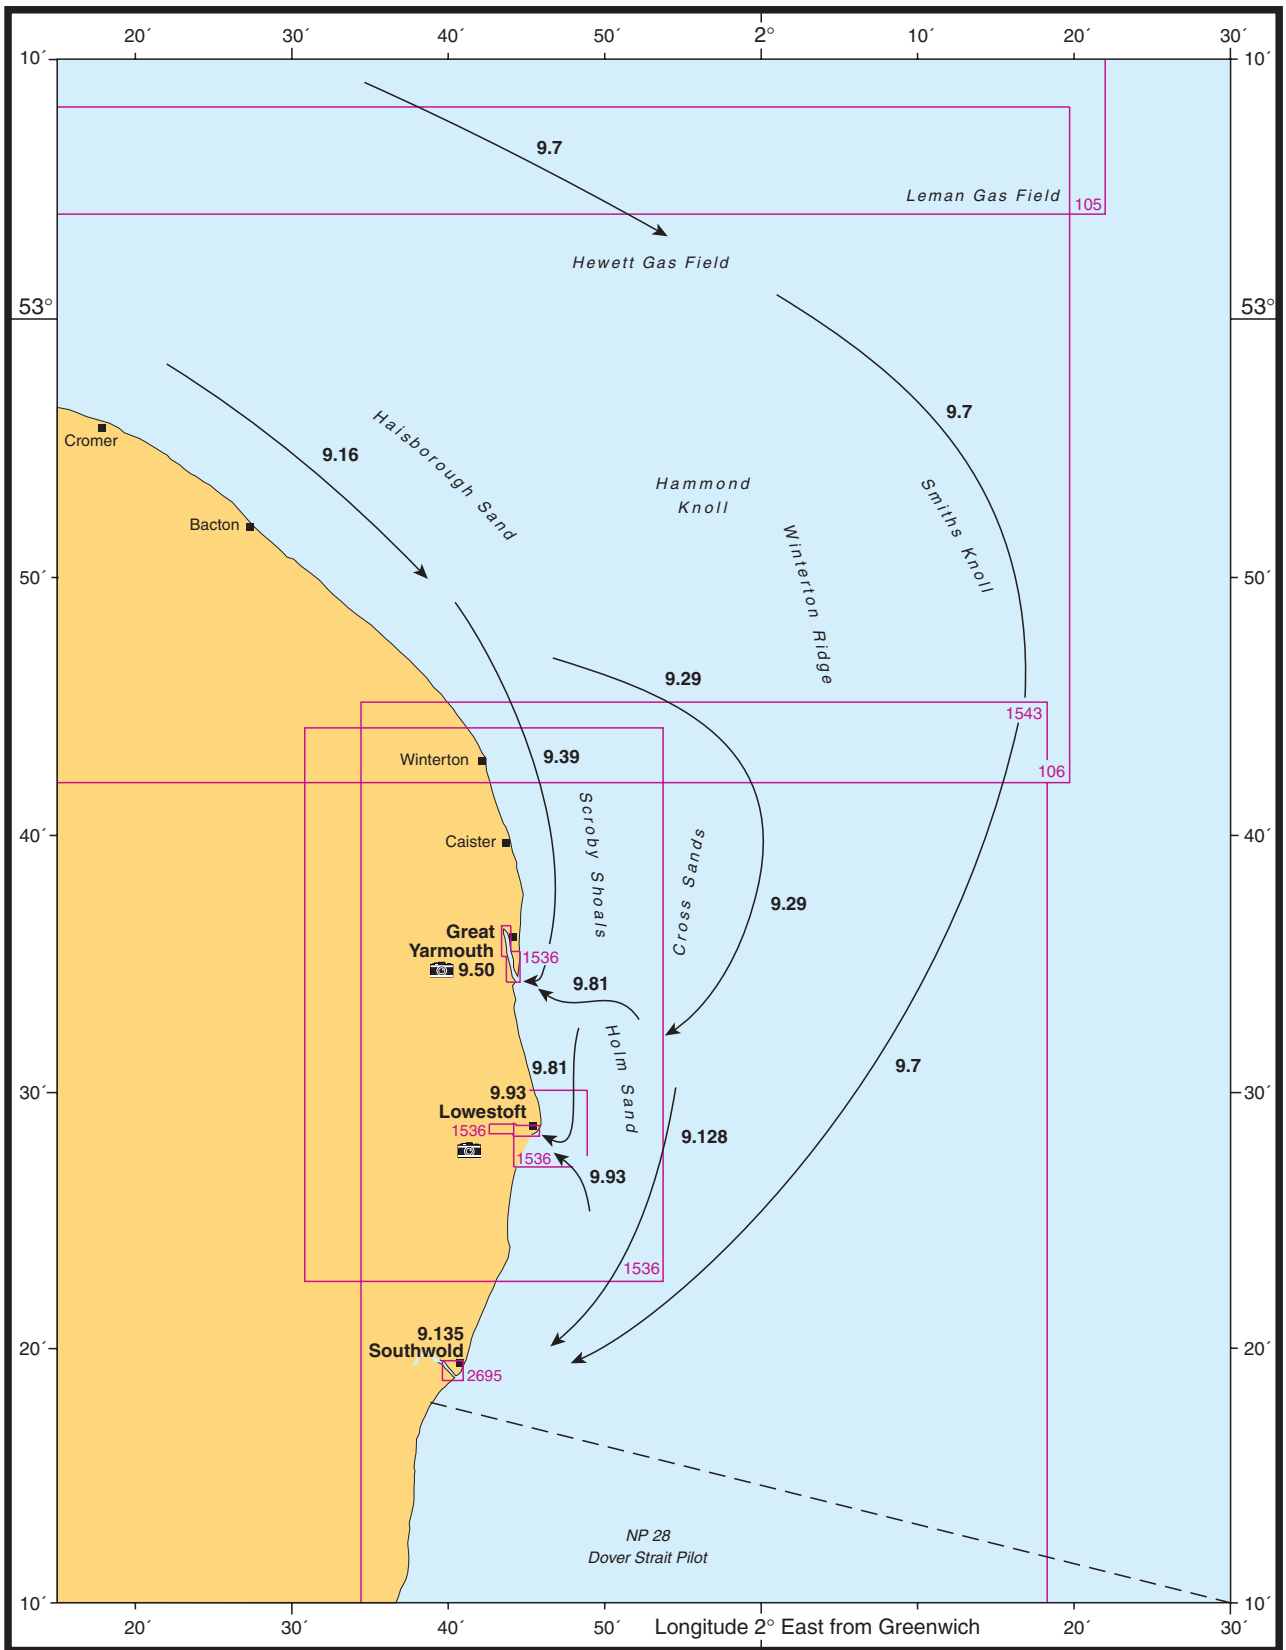 20´ 30´ 40´ 50´ 2° 10´ 20´ 30´
10´ 10´
9.7
Leman Gas Field
105
Hewett Gas Field
53° 53°
9.7
Cromer
9.16
Haisborough Sand
Hammond
Knoll
Smiths Knoll
Bacton
Winterton Ridge
50´ 50´
9.29
1543
Winterton
9.39
106
Scroby Shoals
Cross Sands
40´ 40´
Caister
9.29
Great
Yarmouth
1536
9.50
9.81
Holm Sand
9.81
9.7
30´ 30´
9.93
Lowestoft
1536
9.128
1536
9.93
1536
9.135
20´ 20´
Southwold
2695
NP 28
Dover Strait Pilot
10´ 10´
20´ 30´ 40´ 50´ Longitude 2° East from Greenwich 20´ 30´